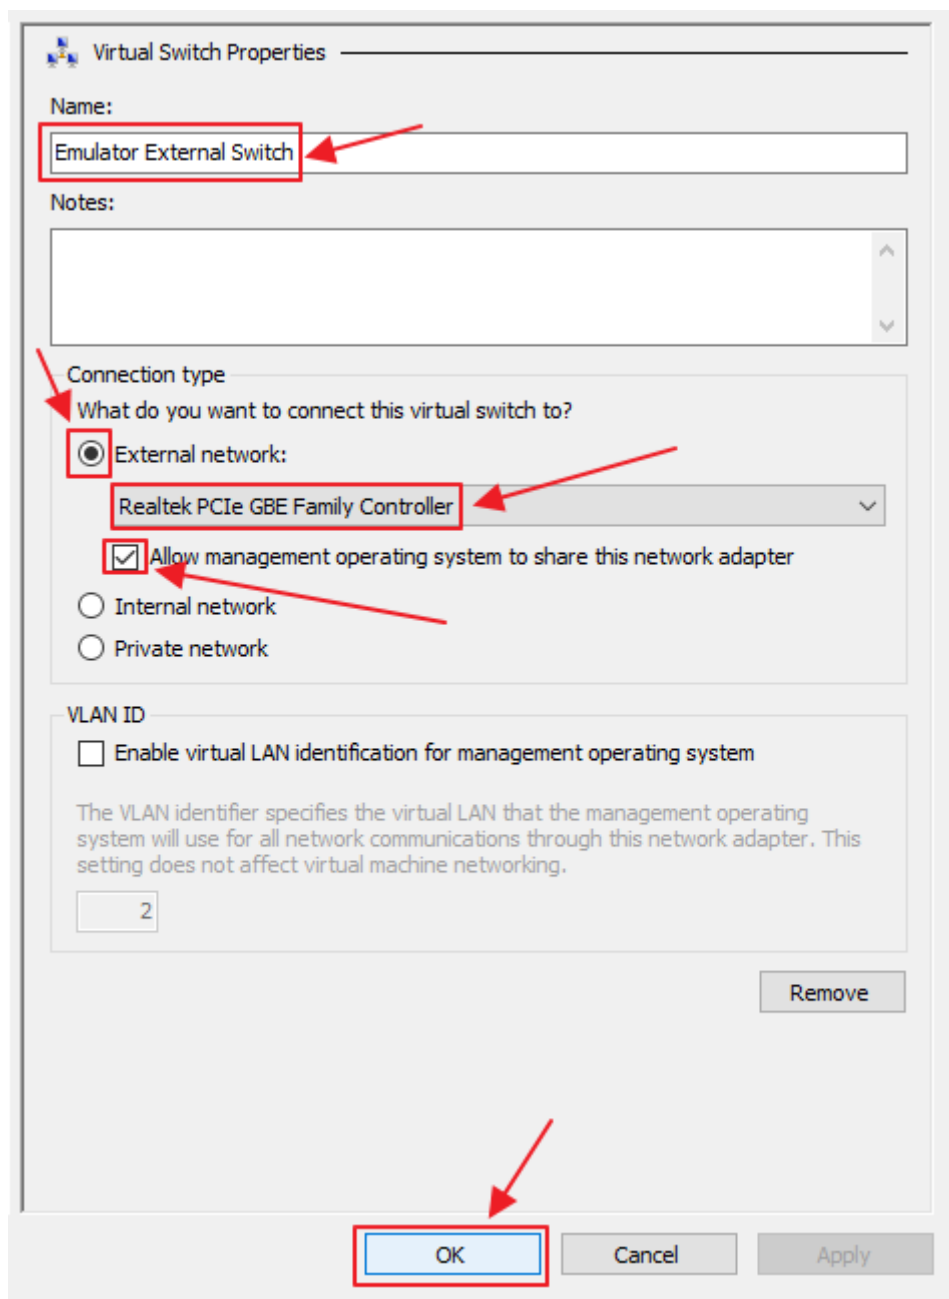 Virtual Switch Properties
Name:
Emulator External Switch
Notes:
Connection type
What do you want to connect this virtual switch to?
External network:
Realtek PCIe GBE Family Controller
Allow management operating system to share this network adapter
Internal network
Private network
VLAN ID
Enable virtual LAN identification for management operating system
The VLAN identifier specifies the virtual LAN that the management operating
system will use for all network communications through this network adapter. This
setting does not affect virtual machine networking.
2
Remove
OK
Cancel
Apply